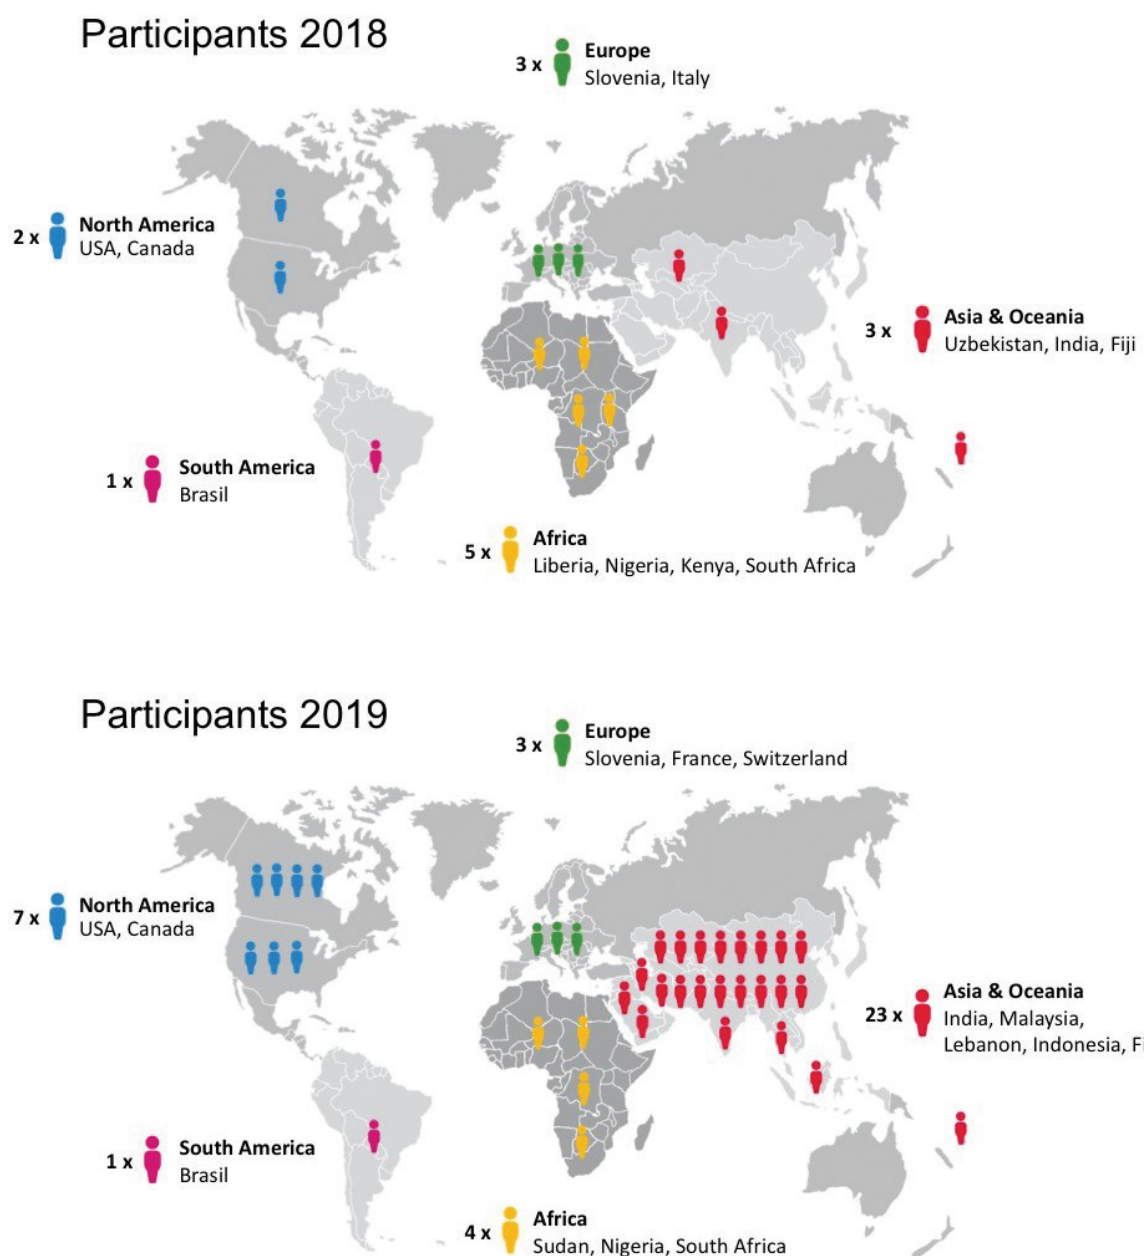 Participants 2018
3 x
Europe
Slovenia, Italy
2 x
North America
USA, Canada
3 x
Asia & Oceania
Uzbekistan, India, Fiji
1 x
South America
Brasil
5 x
Africa
Liberia, Nigeria, Kenya, South Africa
Participants 2019
3 x
Europe
Slovenia, France, Switzerland
7 x
North America
USA, Canada
23 x
Asia & Oceania
India, Malaysia,
Lebanon, Indonesia,
1 x
South America
Brasil
4 x
Africa
Sudan, Nigeria, South Africa